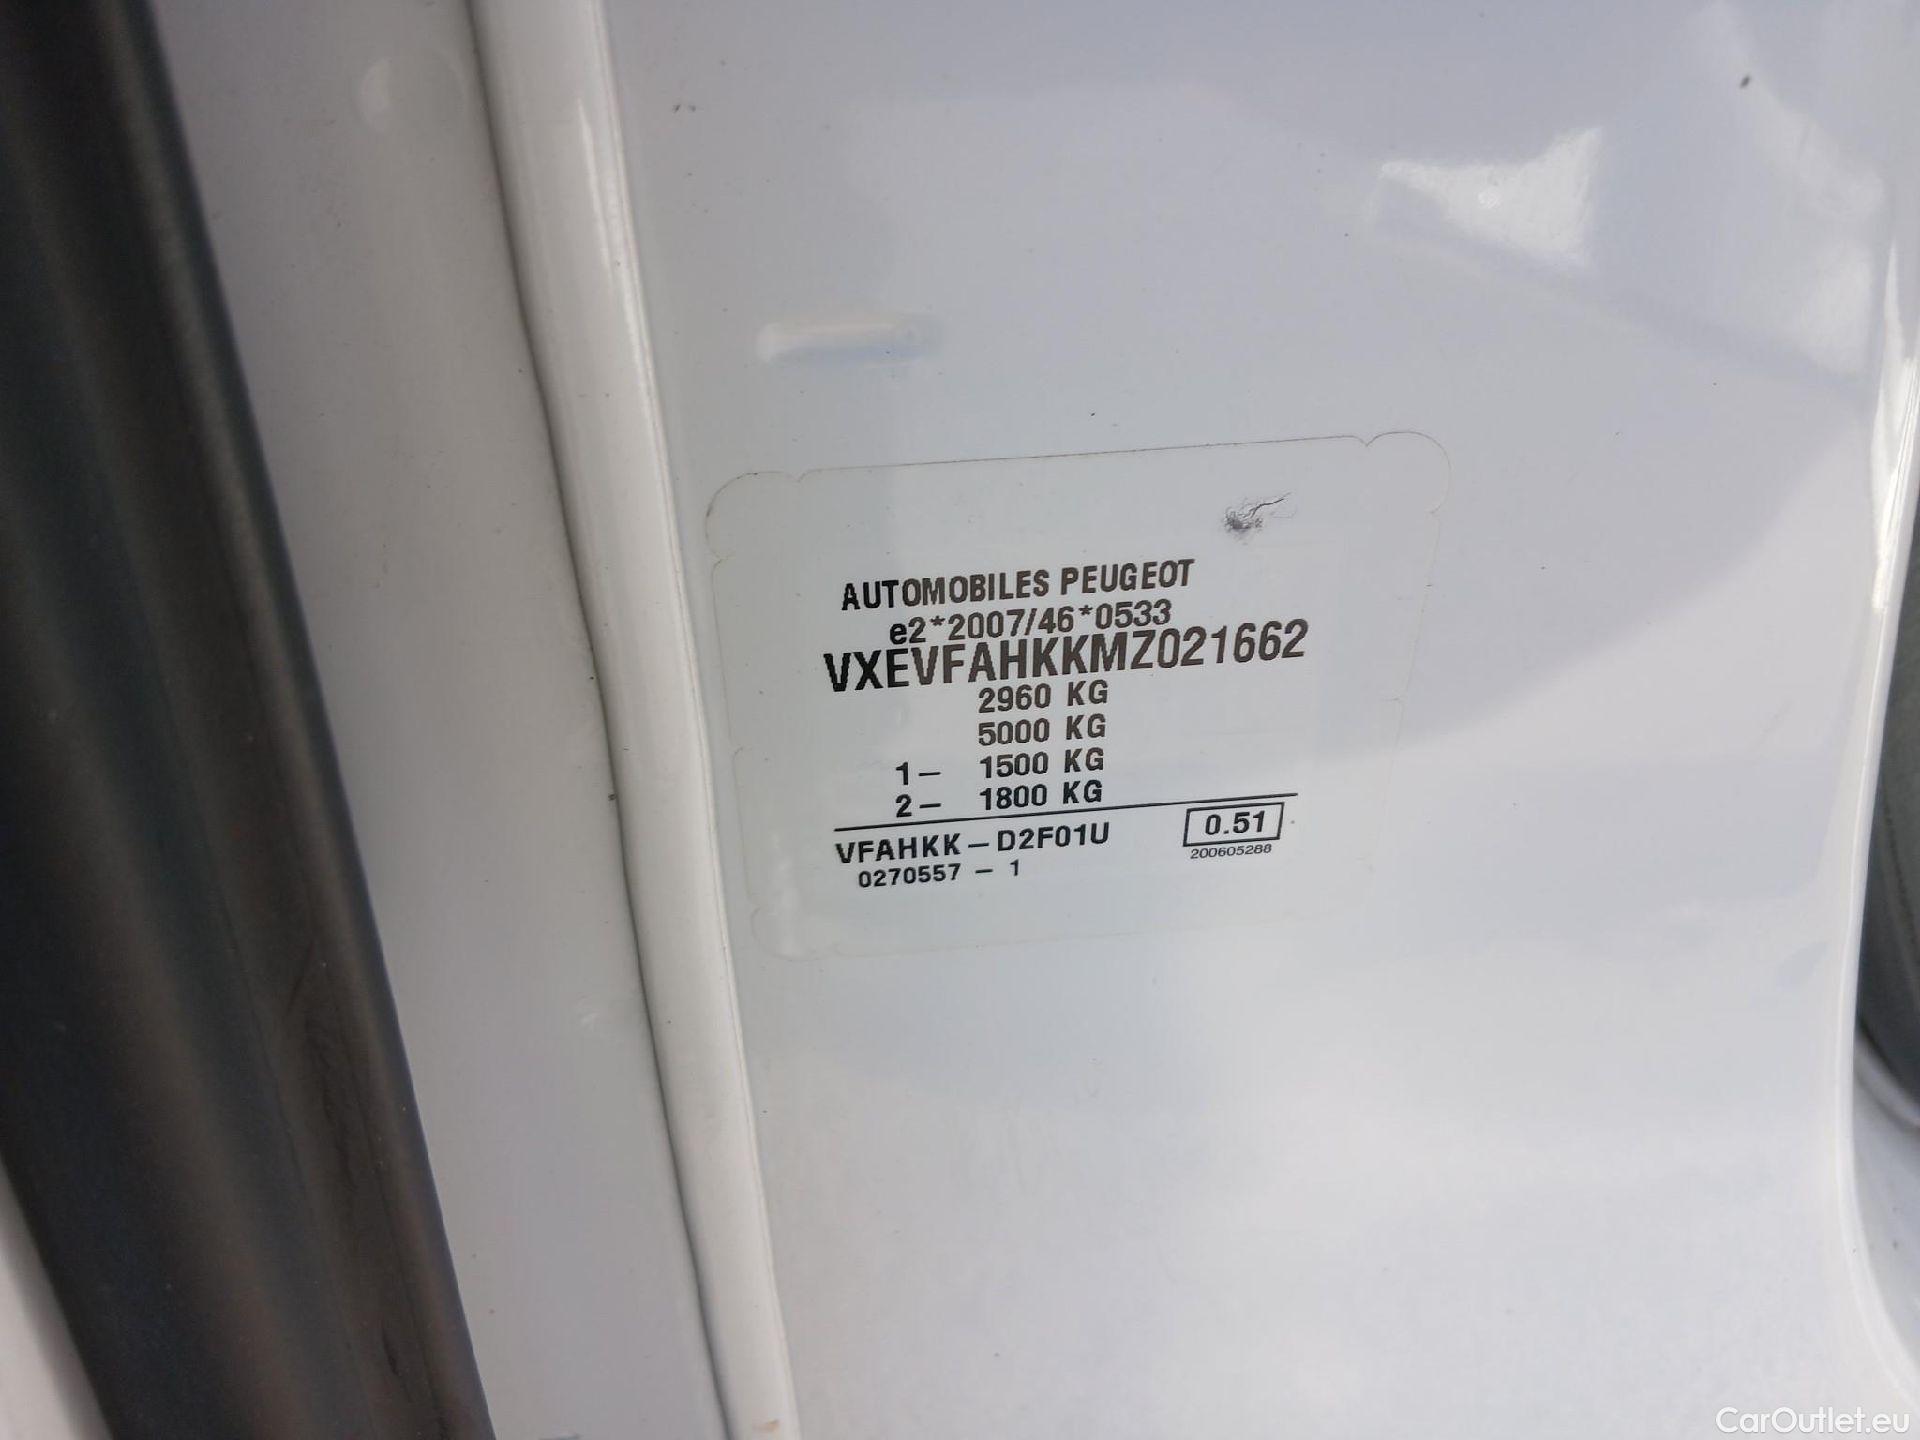 AUTOMOBILES PEUGEOT
e2*2007/46*0533
VXEVFAHKKMZ021662
2960 KG
5000 KG
1– 1500 KG
2– 1800 KG
VFAHKK – D2F01U
0.51
200605288
0270557 – 1
CarOutlet.eu